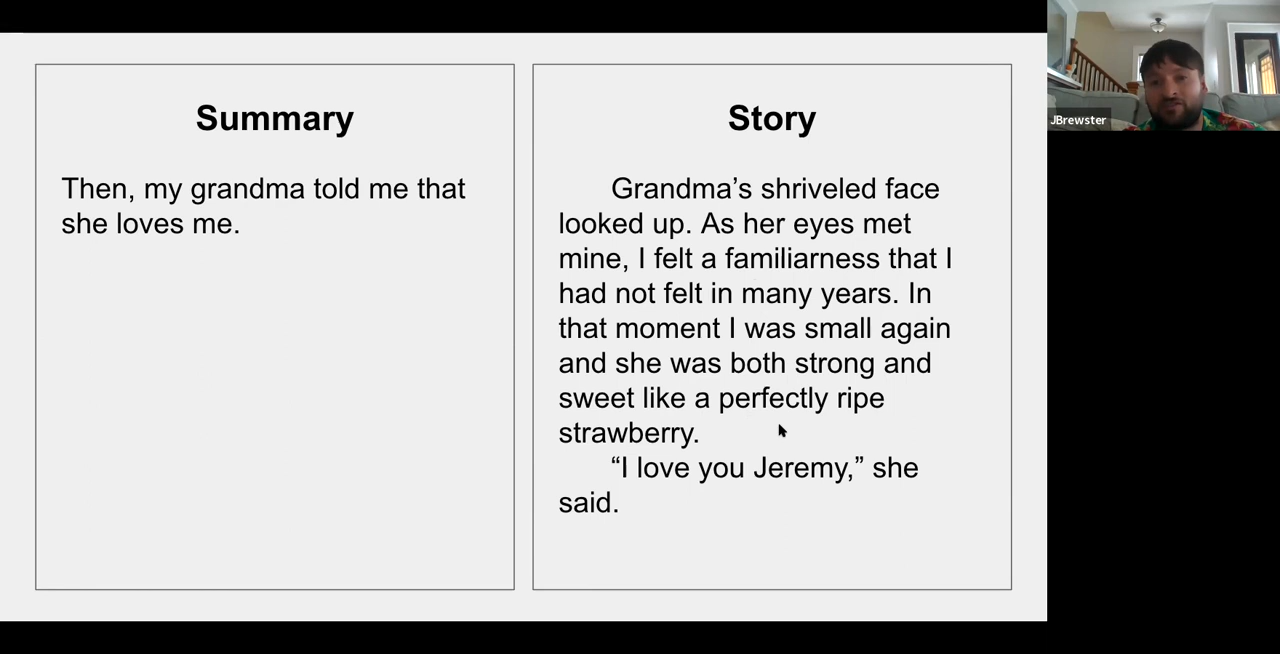 Summary
Then, my grandma told me that
she loves me.
Story
Grandma’s shriveled face
looked up. As her eyes met
mine, I felt a familiarness that I
had not felt in many years. In
that moment I was small again
and she was both strong and
sweet like a perfectly ripe
strawberry.
“I love you Jeremy,” she
said.
JBrewster